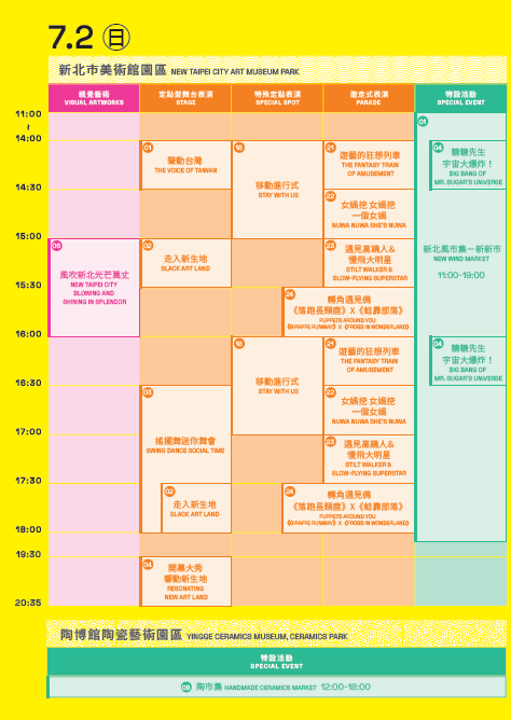 7.2 日
新北市美術館園區 NEW TAIPEI CITY ART MUSEUM PARK
視覺藝術
VISUAL ARTWORKS
定點型舞台表演
STAGE
特殊定點表演
SPECIAL SPOT
遊走式表演
PARADE
特設活動
SPECIAL EVENT
11:00
~
14:00
14:30
15:00
15:30
16:00
16:30
17:00
17:30
18:00
19:30
20:35
05
風吹新北光芒萬丈
NEW TAIPEI CITY
BLOWING AND
SHINING IN SPLENDOR
01
聲動台灣
THE VOICE OF TAIWAN
02
走入新生地
BLACK ART LAND
03
搖擺舞迷你舞會
SWING DANCE SOCIAL TIME
走入新生地
BLACK ART LAND
04
開幕大秀
響動新生地
RESONATING
NEW ART LAND
移動進行式
STAY WITH US
移動進行式
STAY WITH US
21
遊藝的狂想列車
THE FANTASY TRAIN
OF AMUSEMENT
22
女媧挖 女媧挖
一個女媧
NUWA NUWA SHE'S NUWA
23
遇見高蹺人&
慢飛大明星
STILT WALKER &
SLOW-FLYING SUPERSTAR
24
轉角遇見偶
《落跑長頸鹿》X《蛙靠部落》
PUPPETS AROUND YOU
《GIRAFFE RUNWAY》X《FROGS IN WONDERLAND》
21
遊藝的狂想列車
THE FANTASY TRAIN
OF AMUSEMENT
22
女媧挖 女媧挖
一個女媧
NUWA NUWA SHE'S NUWA
23
遇見高蹺人&
慢飛大明星
STILT WALKER &
SLOW-FLYING SUPERSTAR
24
轉角遇見偶
《落跑長頸鹿》X《蛙靠部落》
PUPPETS AROUND YOU
《GIRAFFE RUNWAY》X《FROGS IN WONDERLAND》
01
新北風市集－新新市
NEW WIND MARKET
11:00-19:00
04
糖糖先生
宇宙大爆炸！
BIG BANG OF
MR. SUGAR'S UNIVERSE
04
糖糖先生
宇宙大爆炸！
BIG BANG OF
MR. SUGAR'S UNIVERSE
陶博館陶瓷藝術園區 YINGGE CERAMICS MUSEUM, CERAMICS PARK
特設活動
SPECIAL EVENT
陶市集 HANDMADE CERAMICS MARKET 12:00-18:00